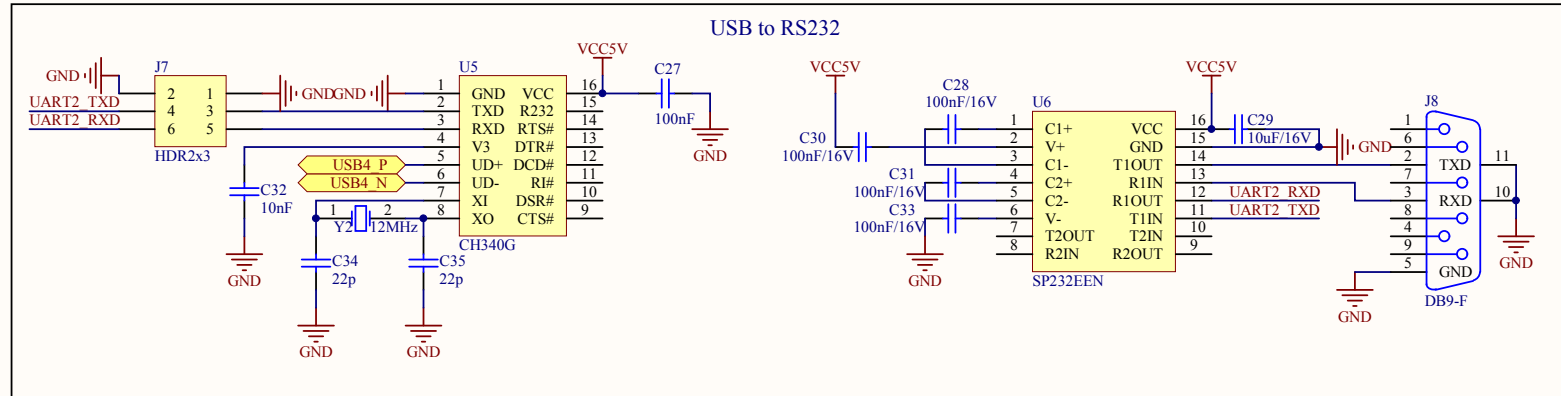 USB to RS232
J7
GND
2 1
4 3
6 5
UART2_TXD
UART2_RXD
HDR2x3
GND
GND
U5
1 GND VCC 16
2 TXD R232 15
3 RXD RTS# 14
4 V3 DTR# 13
5 UD+ DCD# 12
6 UD- RI# 11
7 XI DSR# 10
8 XO CTS# 9
CH340G
VCC5V
C27
100nF
GND
USB4_P
USB4_N
C32
10nF
GND
1 2
Y2 12MHz
C34
22p
GND
C35
22p
GND
VCC5V
C28
100nF/16V
C30
100nF/16V
C31
100nF/16V
C33
100nF/16V
GND
U6
1 C1+ VCC 16
2 V+ GND 15
3 C1- T1OUT 14
4 C2+ R1IN 13
5 C2- R1OUT 12
6 V- T1IN 11
7 T2OUT T2IN 10
8 R2IN R2OUT 9
SP232EEN
VCC5V
C29
10uF/16V
GND
UART2_RXD
UART2_TXD
J8
1
6
2 TXD 11
7
3 RXD 10
8
4
9
5 GND
DB9-F
GND
GND